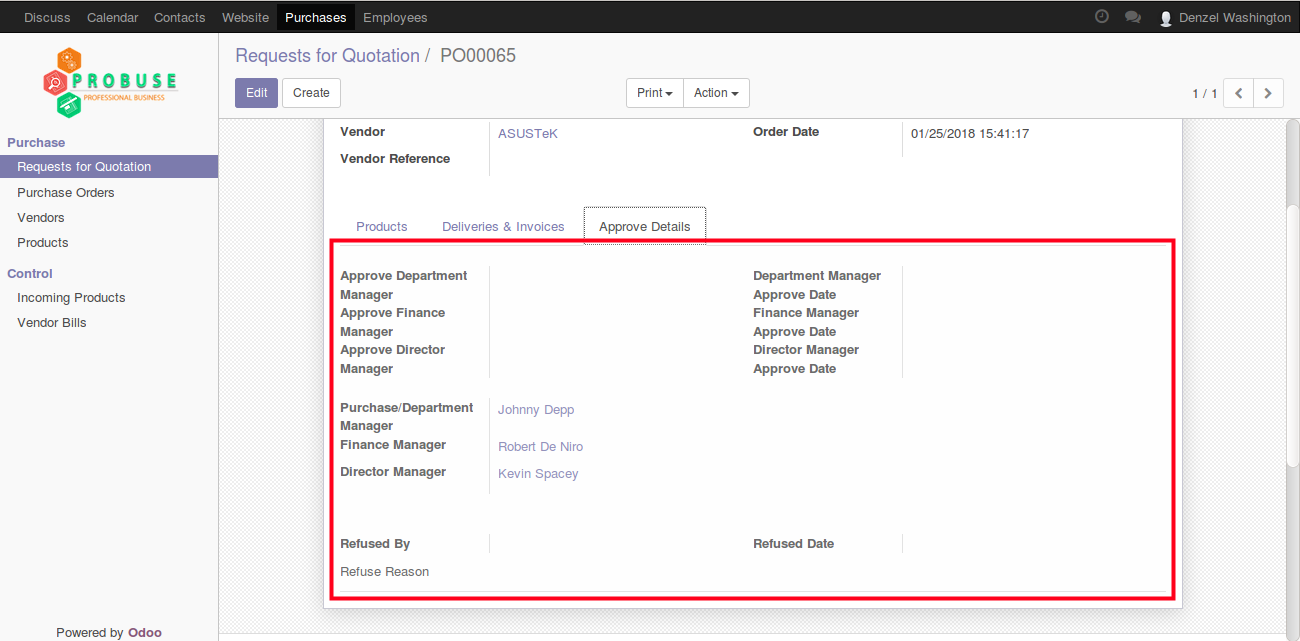 Discuss Calendar Contacts Website Purchases Employees Denzel Washington
PROBUSE
PROFESSIONAL BUSINESS
Requests for Quotation / PO00065
Edit Create Print Action 1 / 1
Purchase
Requests for Quotation
Purchase Orders
Vendors
Products
Control
Incoming Products
Vendor Bills
Powered by Odoo
Vendor ASUSTeK Order Date 01/25/2018 15:41:17
Vendor Reference
Products Deliveries & Invoices Approve Details
Approve Department Department Manager
Manager Approve Date
Approve Finance Finance Manager
Manager Approve Date
Approve Director Director Manager
Manager Approve Date
Purchase/Department Johnny Depp
Manager
Finance Manager Robert De Niro
Director Manager Kevin Spacey
Refused By Refused Date
Refuse Reason